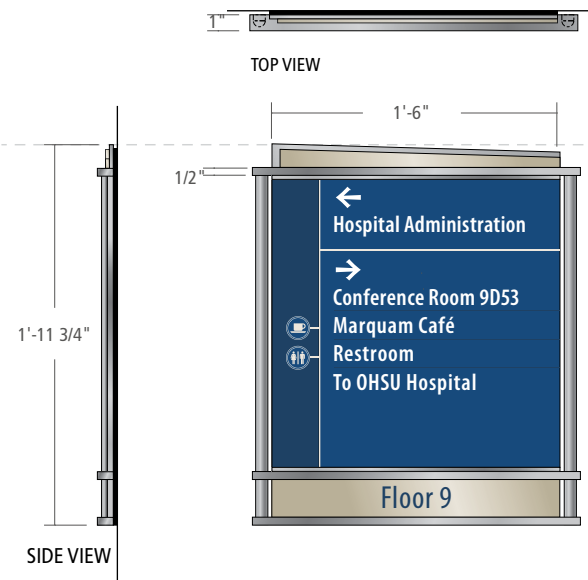 1"
TOP VIEW
1'-6"
1/2"
Hospital Administration
Conference Room 9D53
Marquam Café
Restroom
To OHSU Hospital
1'-11 3/4"
Floor 9
SIDE VIEW